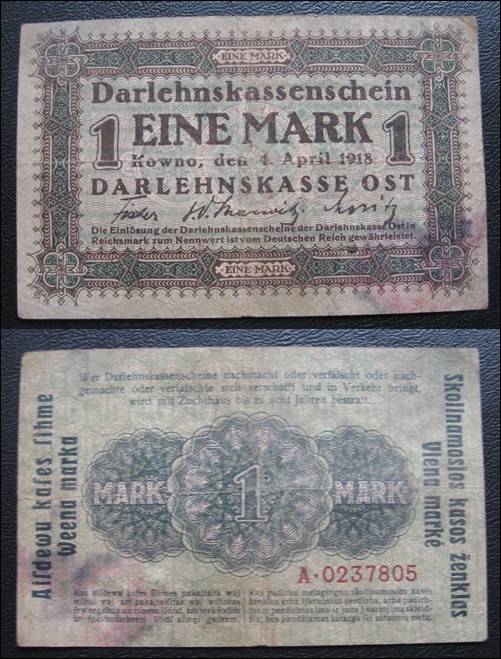 EINE MARK
Darlehnskassenschein
1 EINE MARK 1
Kowno, den 4. April 1918
DARLEHNSKASSE OST
Die Einlösung der Darlehnskassenscheine der Darlehnskasse Ost in
Reichsmark zum Nennwert ist vom Deutschen Reich gewährleistet.
EINE MARK
Wer Darlehnskassenscheine nachmacht oder verfälscht oder nach-
gemachte oder verfälschte sich verschafft und in Verkehr bringt,
wird mit Zuchthaus bis zu acht Jahren bestraft.
Aisdewu kases sihme
Weena marka
MARK 1 MARK
Skolinamosios kasos ženklas
Viena markė
A·0237805